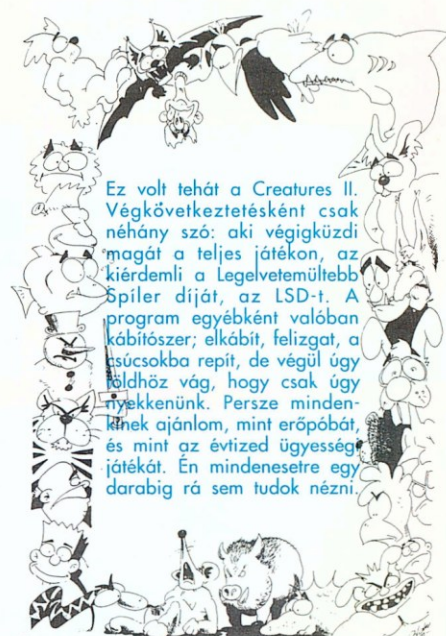 Ez volt tehát a Creatures II.
Végkövetkeztetésként csak
néhány szó: aki végigküzdi
magát a teljes játékon, az
kiérdemli a Legelvetemültebb
Spíler díját, az LSD-t. A
program egyébként valóban
kábítószer; elkábít, felizgat, a
csúcsokba repít, de végül úgy
földhöz vág, hogy csak úgy
nyekkenünk. Persze minden-
kinek ajánlom, mint erőpóbát,
és mint az évtized ügyességi
játékát. Én mindenesetre egy
darabig rá sem tudok nézni.